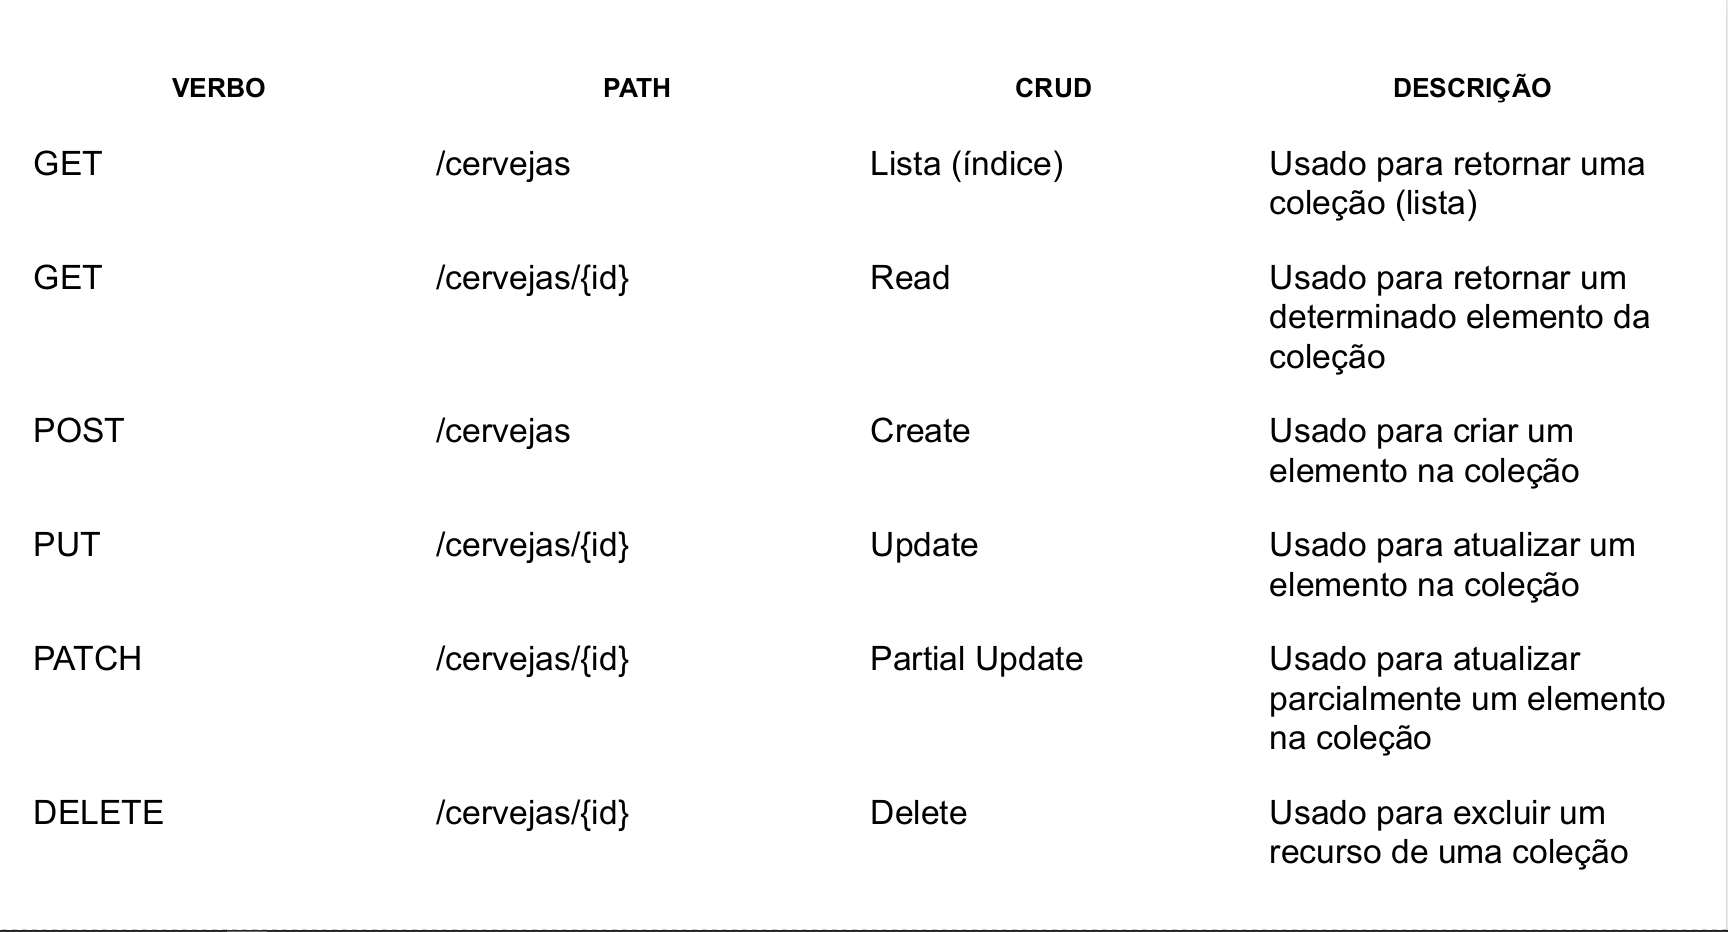 VERBO PATH CRUD DESCRIÇÃO
GET /cervejas Lista (índice) Usado para retornar uma
coleção (lista)
GET /cervejas/{id} Read Usado para retornar um
determinado elemento da
coleção
POST /cervejas Create Usado para criar um
elemento na coleção
PUT /cervejas/{id} Update Usado para atualizar um
elemento na coleção
PATCH /cervejas/{id} Partial Update Usado para atualizar
parcialmente um elemento
na coleção
DELETE /cervejas/{id} Delete Usado para excluir um
recurso de uma coleção